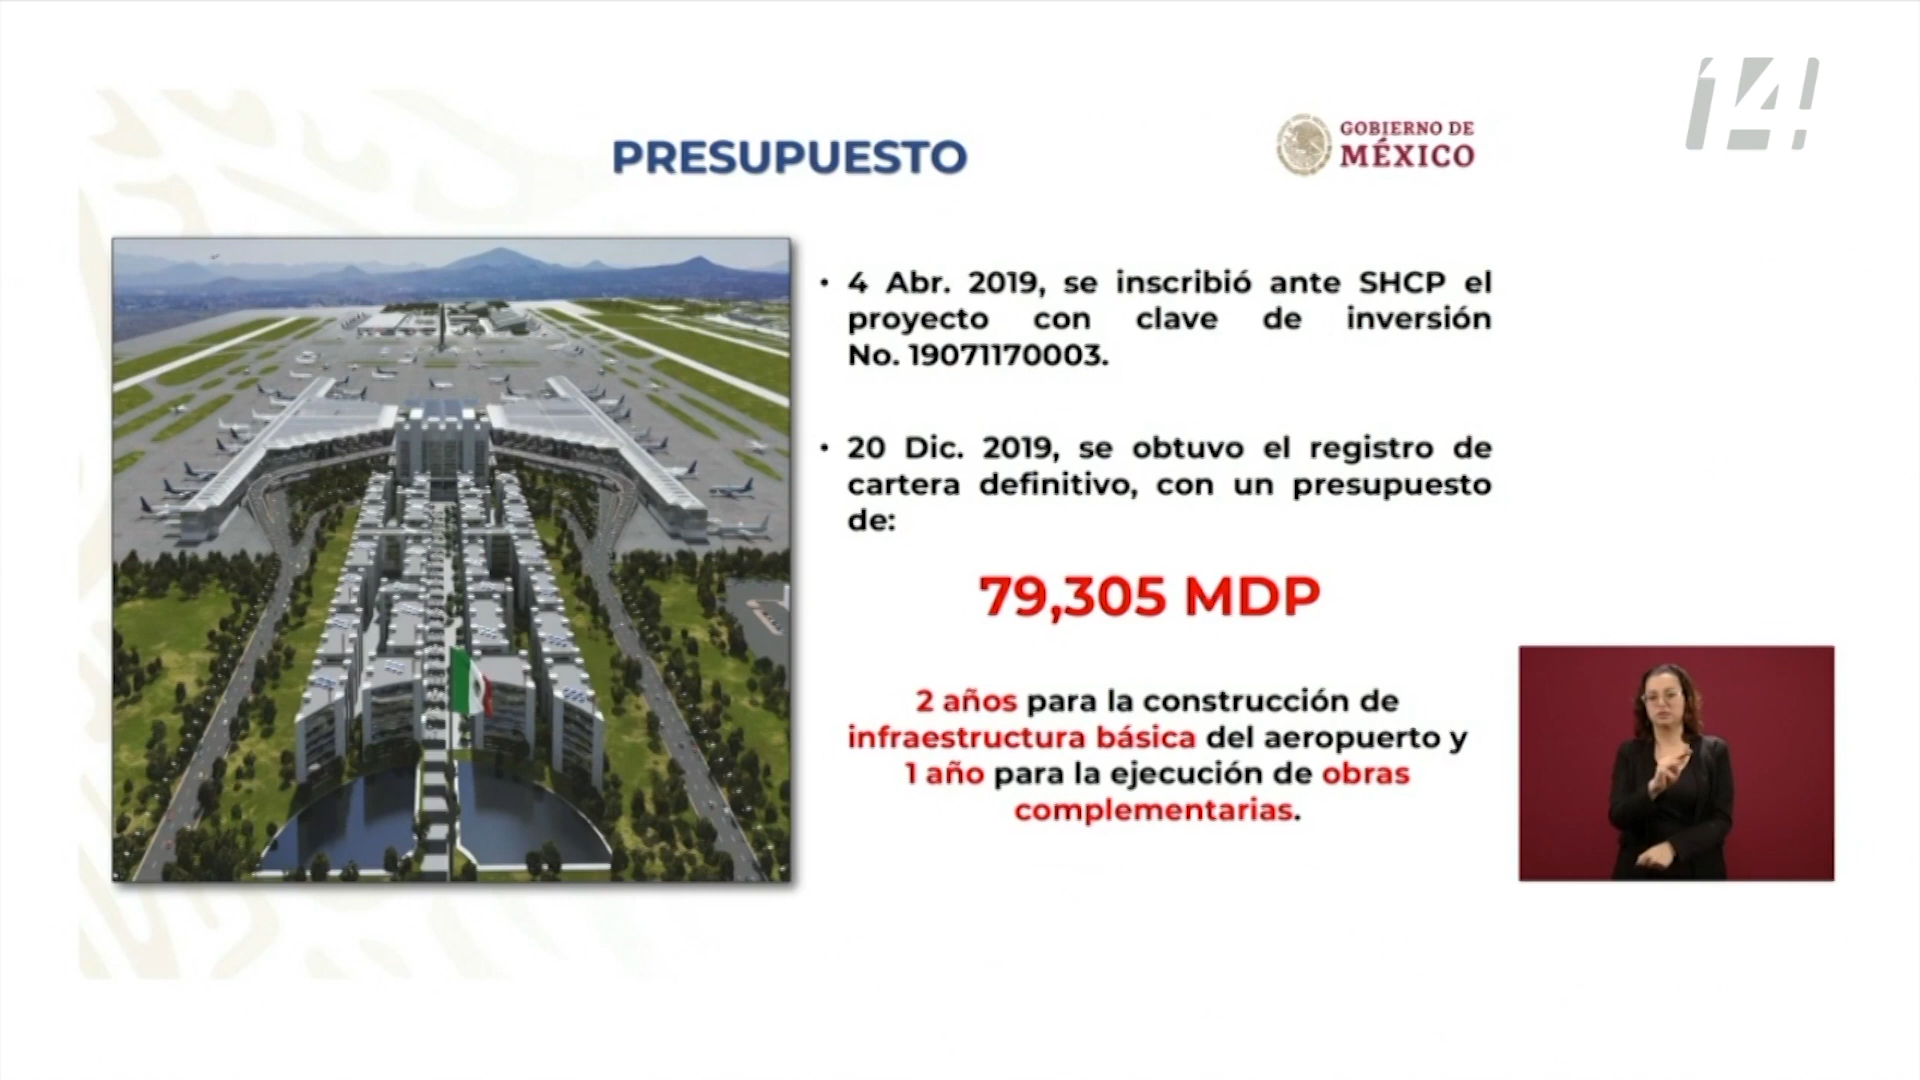 14!
PRESUPUESTO
GOBIERNO DE
MÉXICO
• 4 Abr. 2019, se inscribió ante SHCP el
proyecto con clave de inversión
No. 19071170003.
• 20 Dic. 2019, se obtuvo el registro de
cartera definitivo, con un presupuesto
de:
79,305 MDP
2 años para la construcción de
infraestructura básica del aeropuerto y
1 año para la ejecución de obras
complementarias.